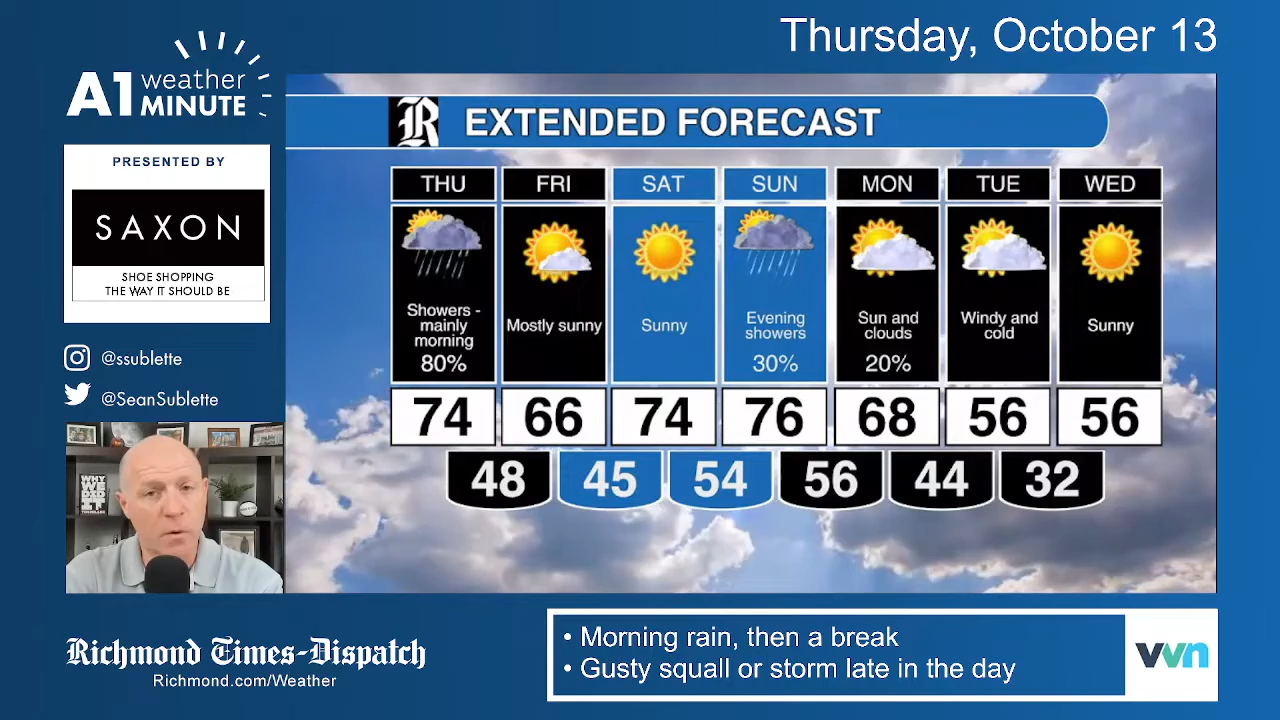 Thursday, October 13
A1 weather
MINUTE
PRESENTED BY
SAXON
SHOE SHOPPING
THE WAY IT SHOULD BE
@ssublette
@SeanSublette
R EXTENDED FORECAST
THU FRI SAT SUN MON TUE WED
Showers -
mainly
morning
80%
Mostly sunny
Sunny
Evening
showers
30%
Sun and
clouds
20%
Windy and
cold
Sunny
74 66 74 76 68 56 56
48 45 54 56 44 32
WHY
WE
DID
IT
Richmond Times-Dispatch
Richmond.com/Weather
• Morning rain, then a break
• Gusty squall or storm late in the day
vvn